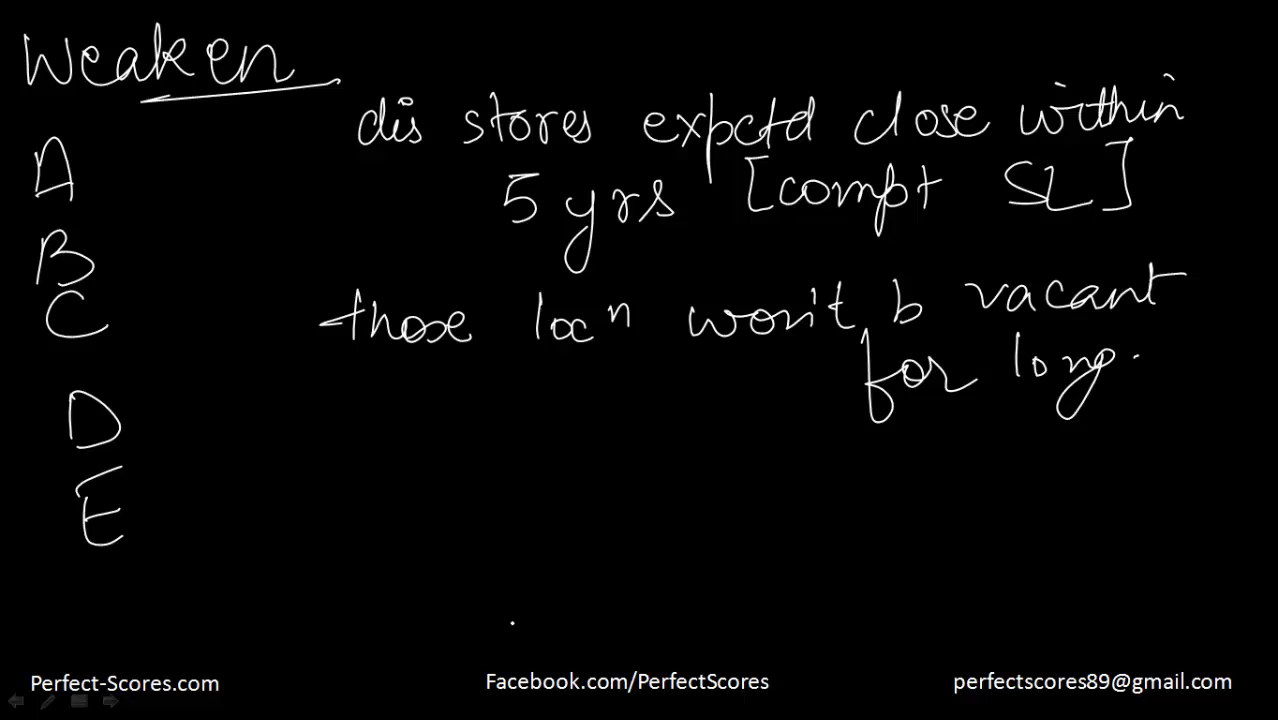 Weaken
dis stores expctd close within
5 yrs [compt SL]
those locn won't b vacant
for long.
A
B
C
D
E
Perfect-Scores.com
Facebook.com/PerfectScores
perfectscores89@gmail.com